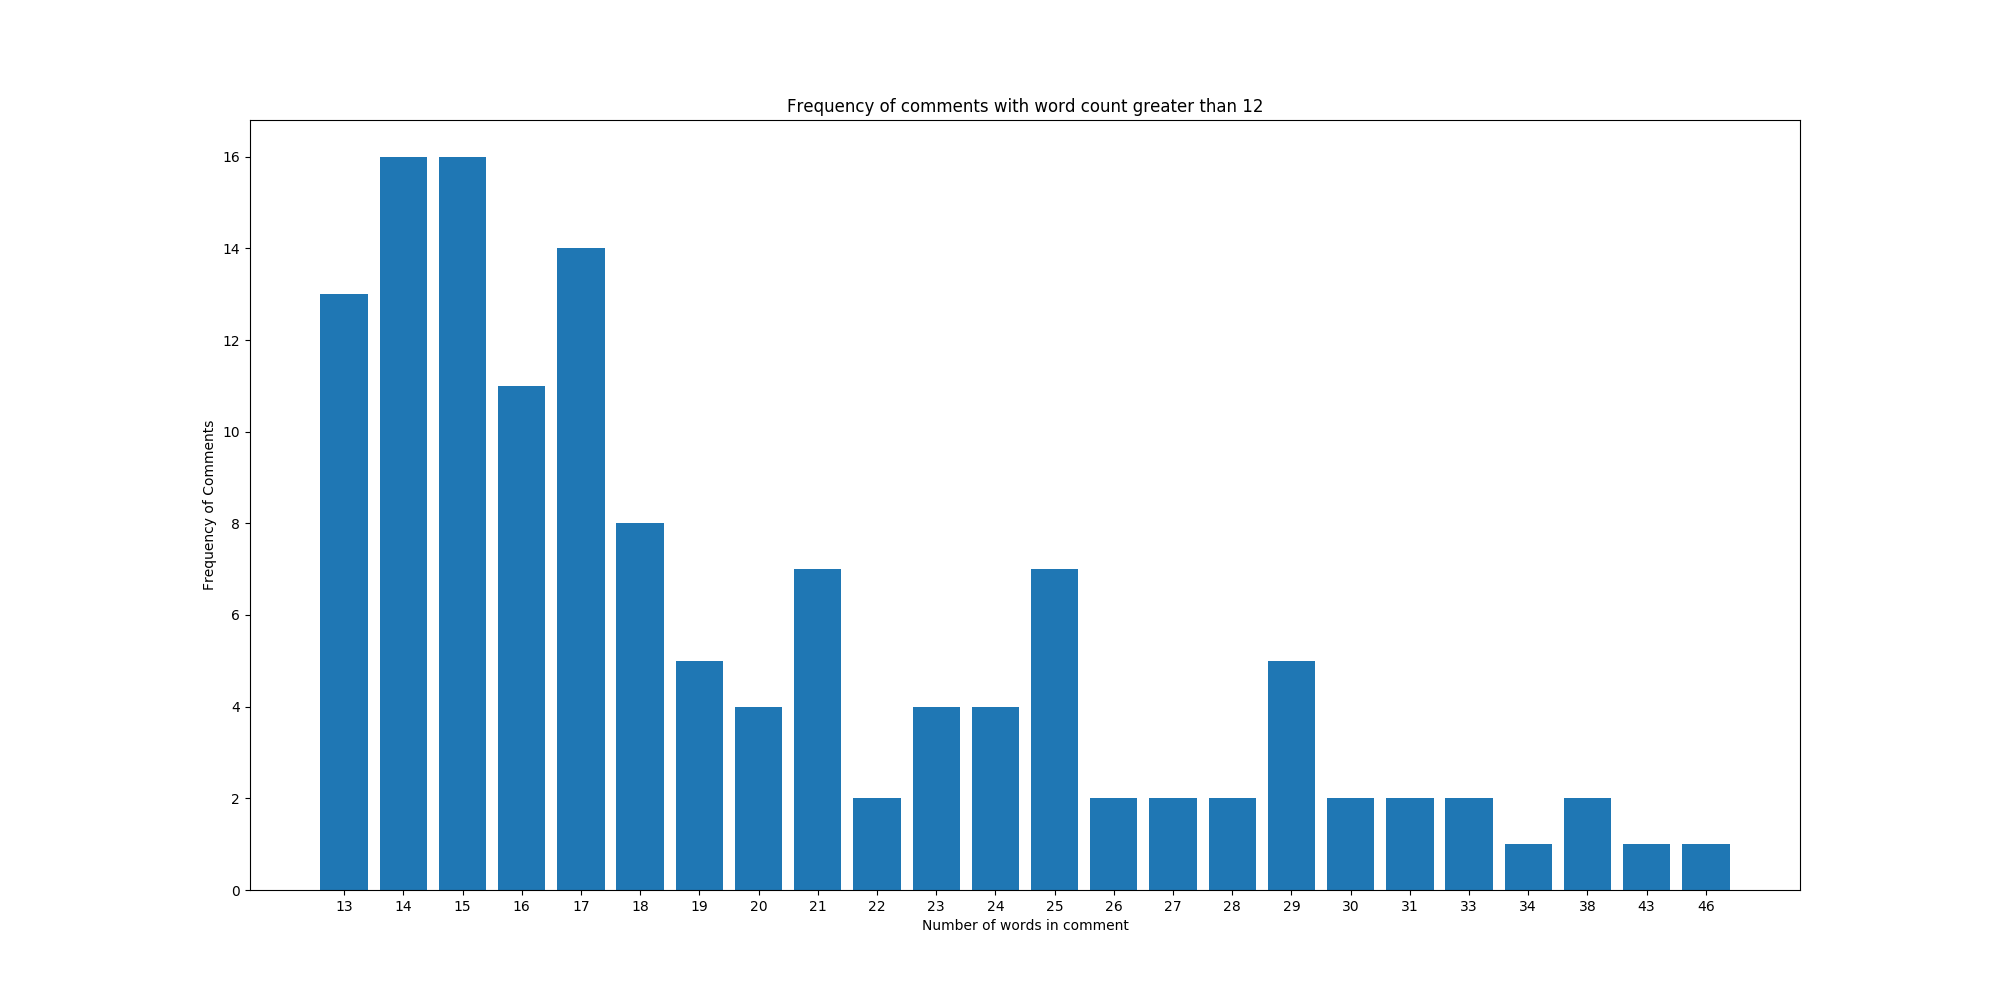 Frequency of comments with word count greater than 12
16
14
12
10
8
6
4
2
0
Frequency of Comments
13 14 15 16 17 18 19 20 21 22 23 24 25 26 27 28 29 30 31 33 34 38 43 46
Number of words in comment